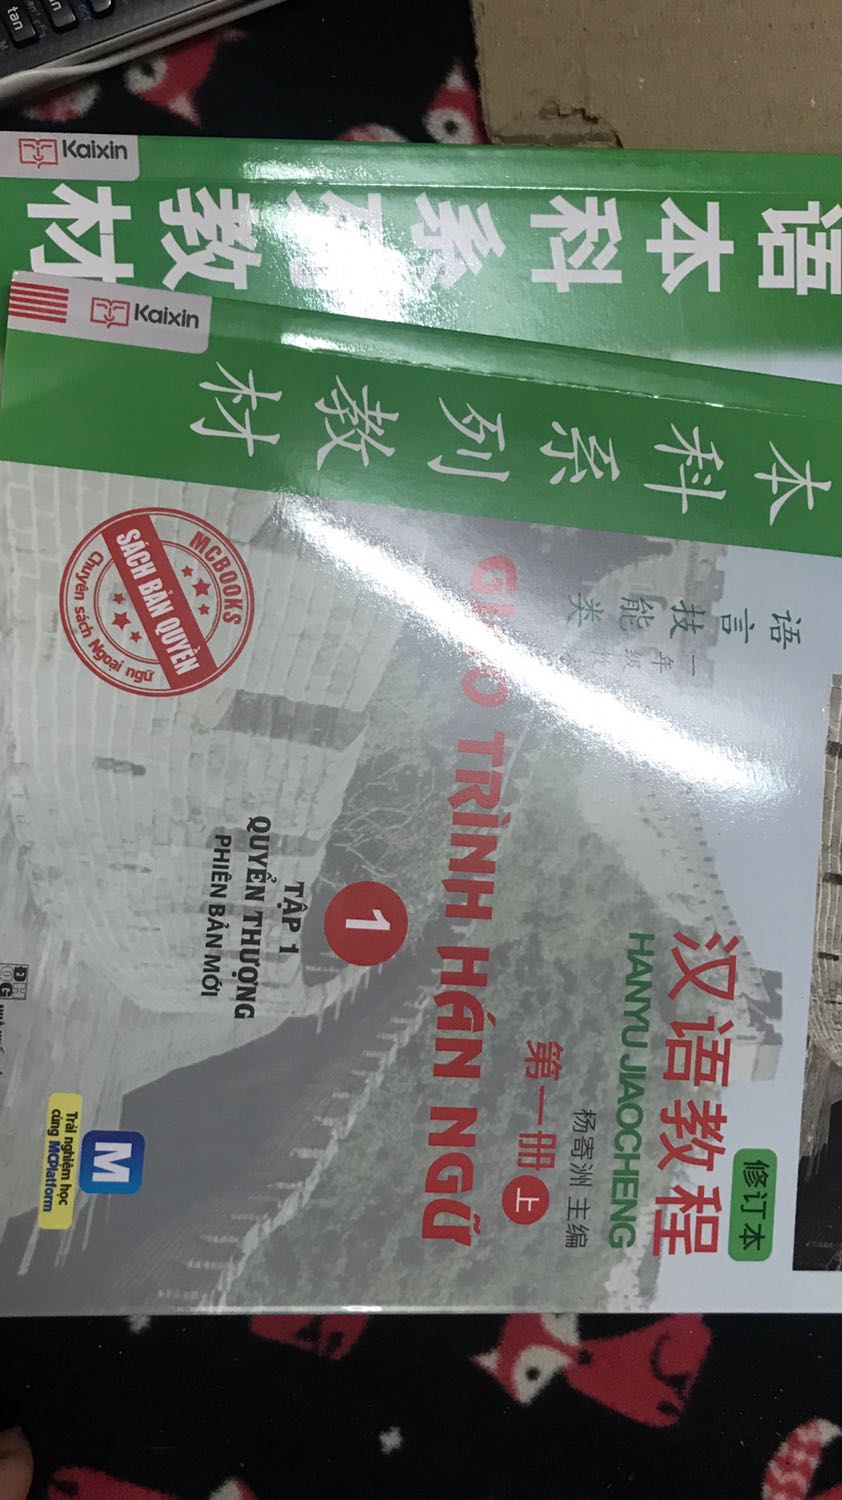 Kaixin
语本科系列教材
Kaixin
本科系列教材
语言技能类
一年级教材
修订本
汉语教程
HANYU JIAOCHENG
杨寄洲 主编
第一册 上
GIÁO TRÌNH HÁN NGỮ
1
TẬP 1
QUYỂN THƯỢNG
PHIÊN BẢN MỚI
MCBOOKS
SÁCH BẢN QUYỀN
Chuyên sách Ngoại ngữ
M
Trải nghiệm học
cùng MCPlatform
tan